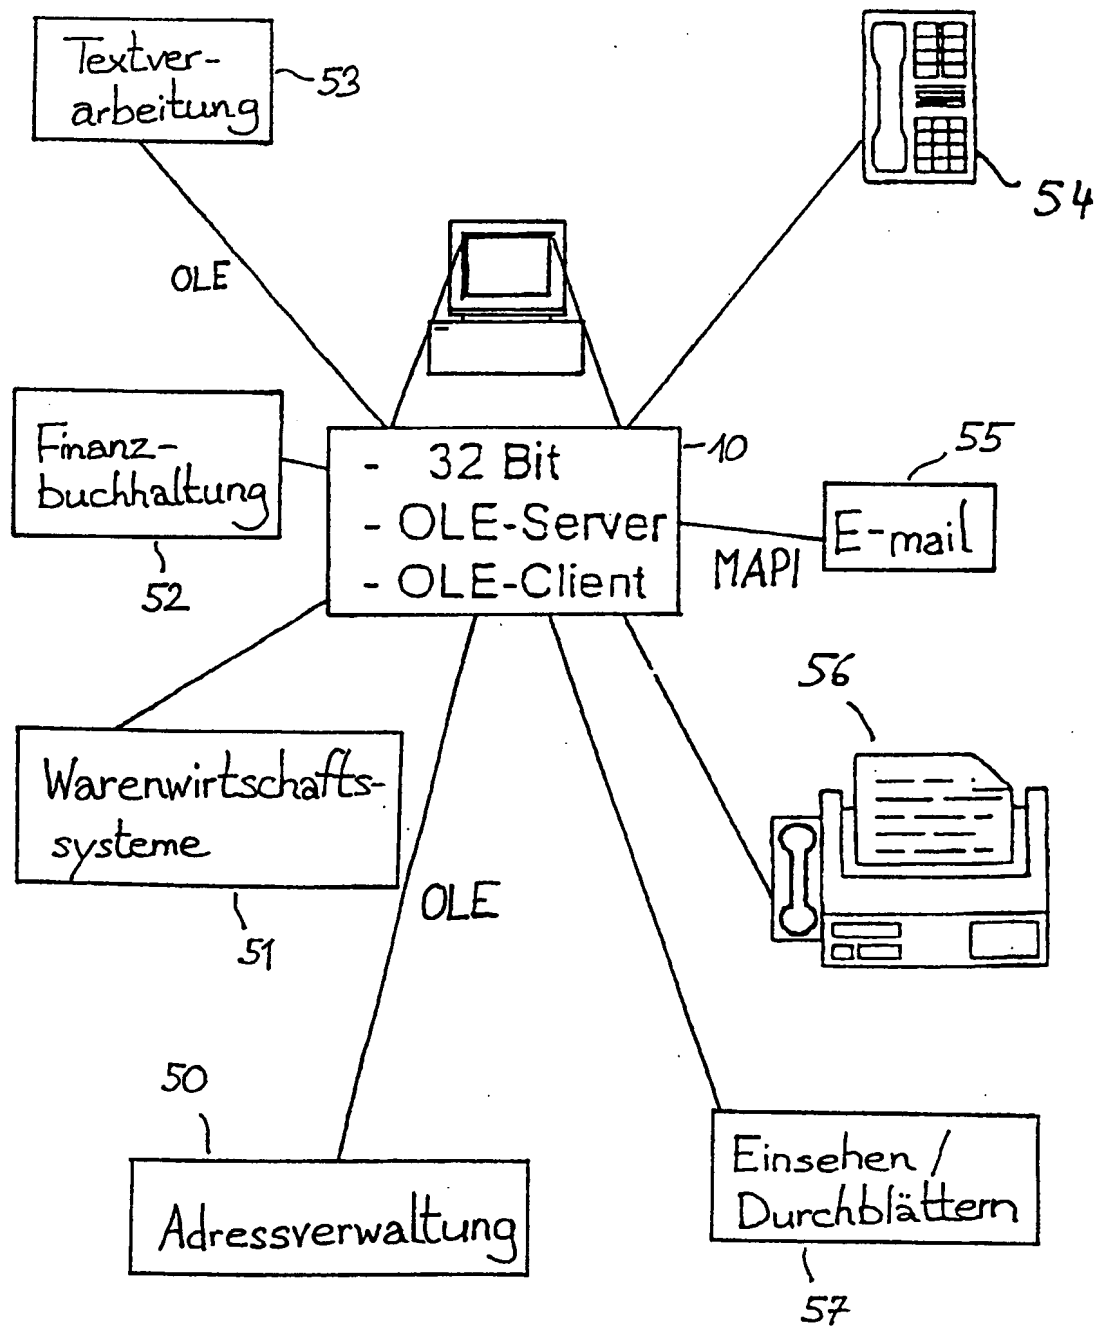 Textver-
arbeitung
53
54
OLE
Finanz-
buchhaltung
52
10
- 32 Bit
- OLE-Server
- OLE-Client
55
E-mail
MAPI
56
Warenwirtschafts-
systeme
51
OLE
50
Adressverwaltung
Einsehen /
Durchblättern
57